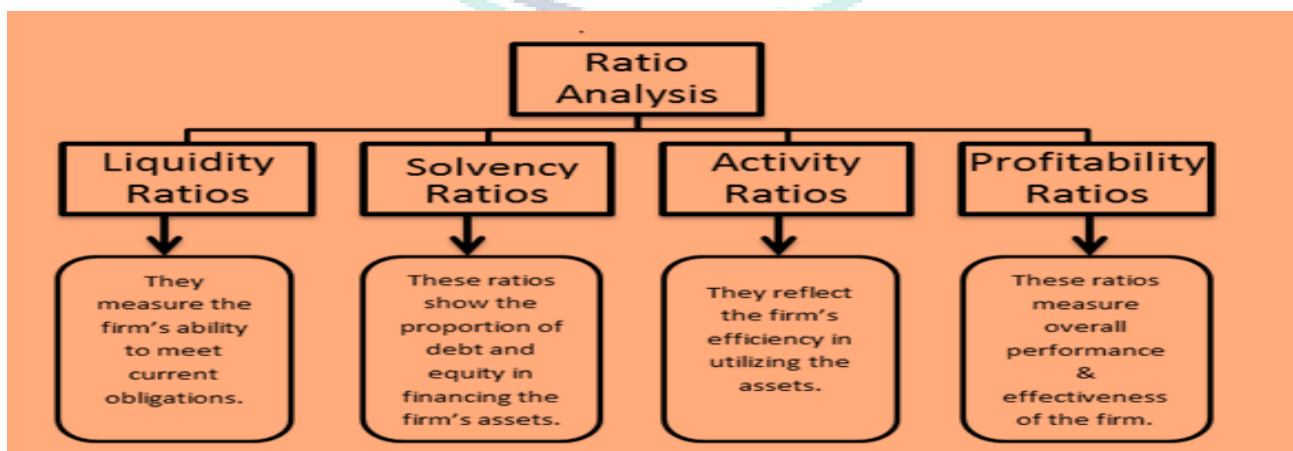 Ratio
Analysis
Liquidity
Ratios
Solvency
Ratios
Activity
Ratios
Profitability
Ratios
They
measure the
firm's ability
to meet
current
obligations.
These ratios
show the
proportion of
debt and
equity in
financing the
firm's assets.
They reflect
the firm's
efficiency in
utilizing the
assets.
These ratios
measure
overall
performance
&
effectiveness
of the firm.